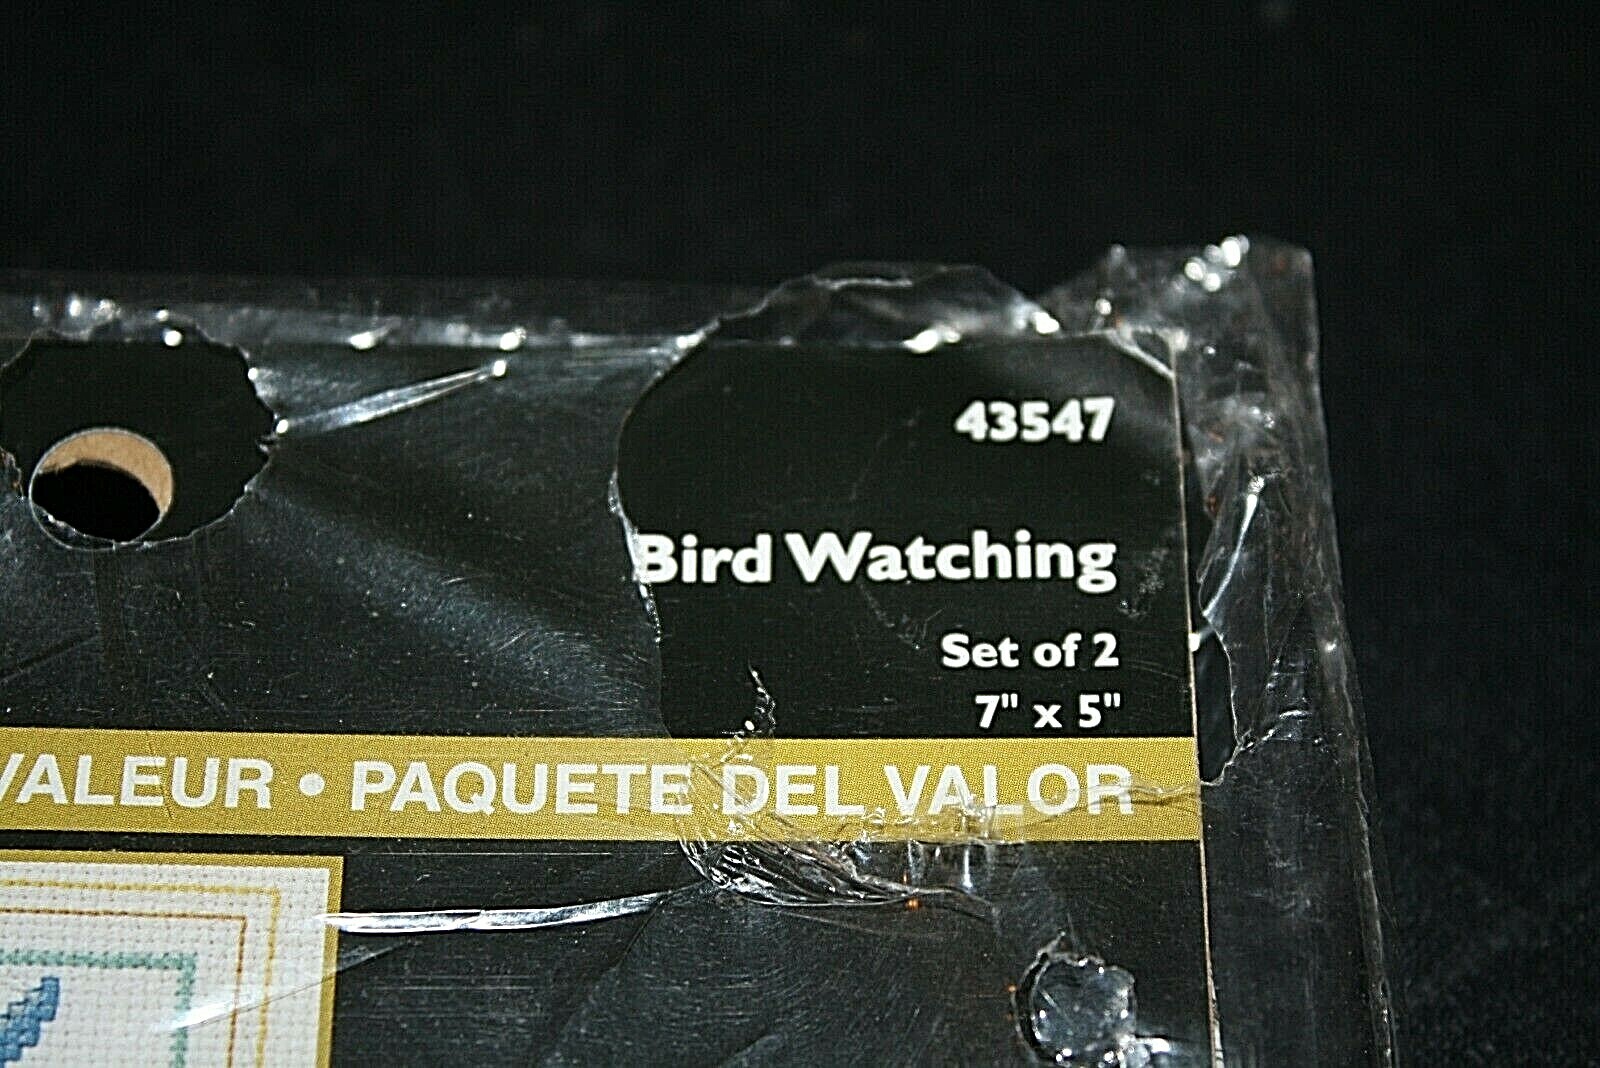 43547
Bird Watching
Set of 2
7" x 5"
VALEUR • PAQUETE DEL VALOR